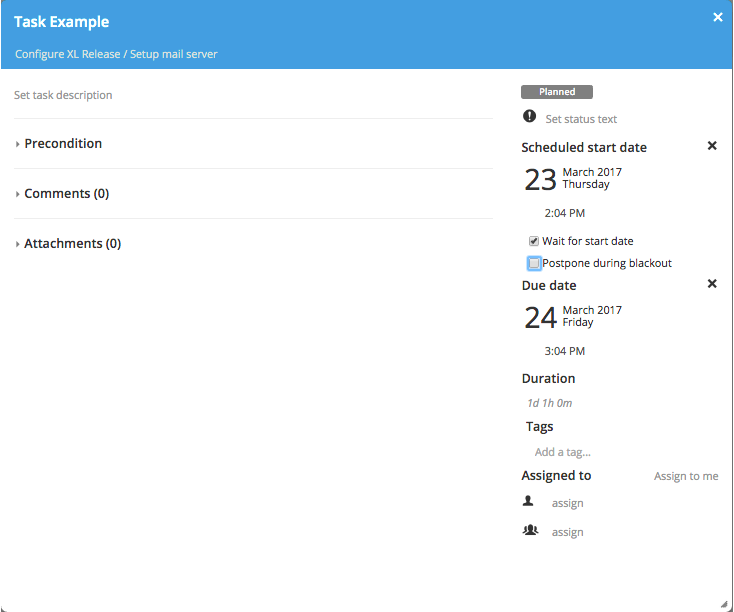 Task Example
Configure XL Release / Setup mail server
Set task description
Precondition
Comments (0)
Attachments (0)
Planned
Set status text
Scheduled start date
23 March 2017
Thursday
2:04 PM
Wait for start date
Postpone during blackout
Due date
24 March 2017
Friday
3:04 PM
Duration
1d 1h 0m
Tags
Add a tag...
Assigned to Assign to me
assign
assign